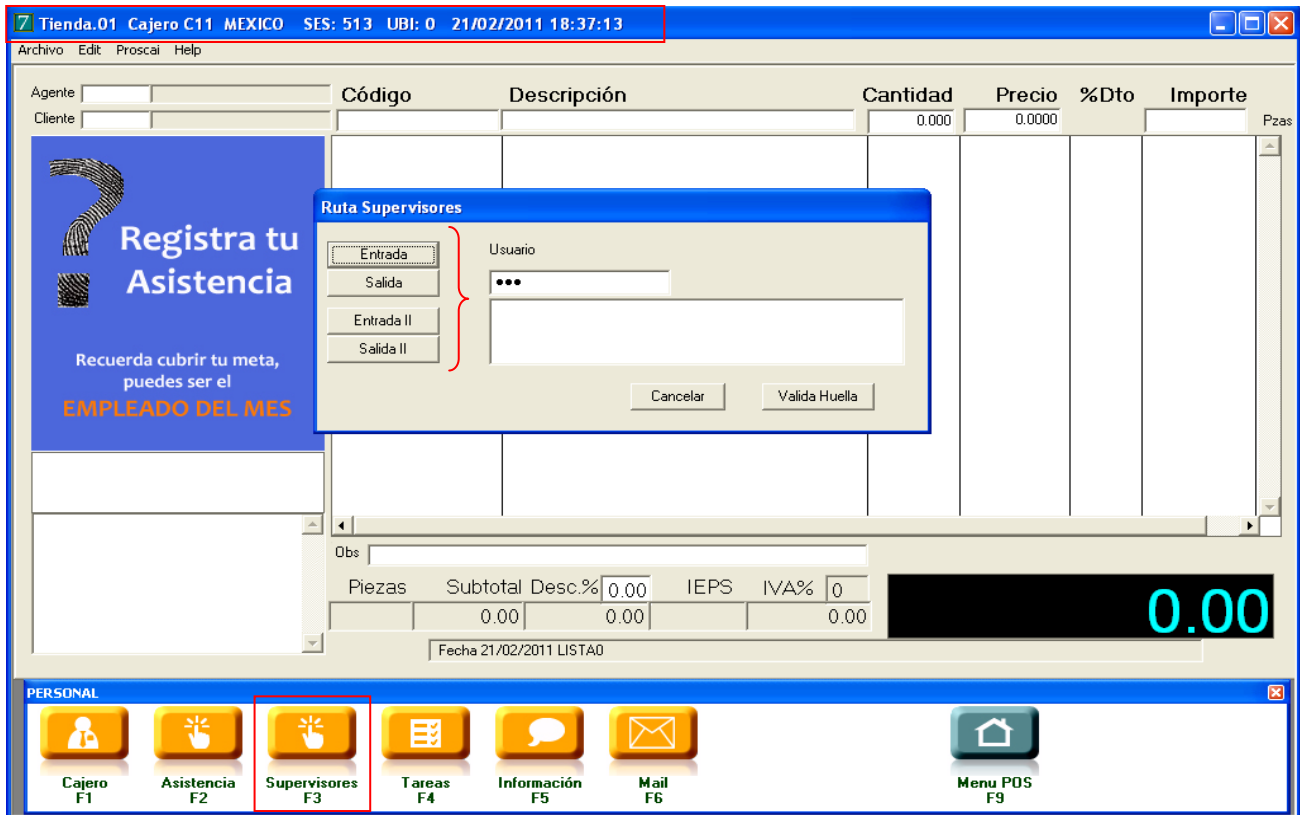 7 Tienda.01 Cajero C11 MEXICO SES: 513 UBI: 0 21/02/2011 18:37:13
Archivo Edit Proscai Help
Agente
Cliente
Código Descripción Cantidad Precio %Dto Importe
0.000 0.0000 Pzas
Registra tu
Asistencia
Recuerda cubrir tu meta,
puedes ser el
EMPLEADO DEL MES
Ruta Supervisores
Entrada
Salida
Entrada II
Salida II
Usuario
•••
Cancelar Valida Huella
Obs
Piezas Subtotal Desc.% 0.00 IEPS IVA% 0
0.00 0.00 0.00
0.00
Fecha 21/02/2011 LISTA0
PERSONAL
Cajero
F1
Asistencia
F2
Supervisores
F3
Tareas
F4
Información
F5
Mail
F6
Menu POS
F9